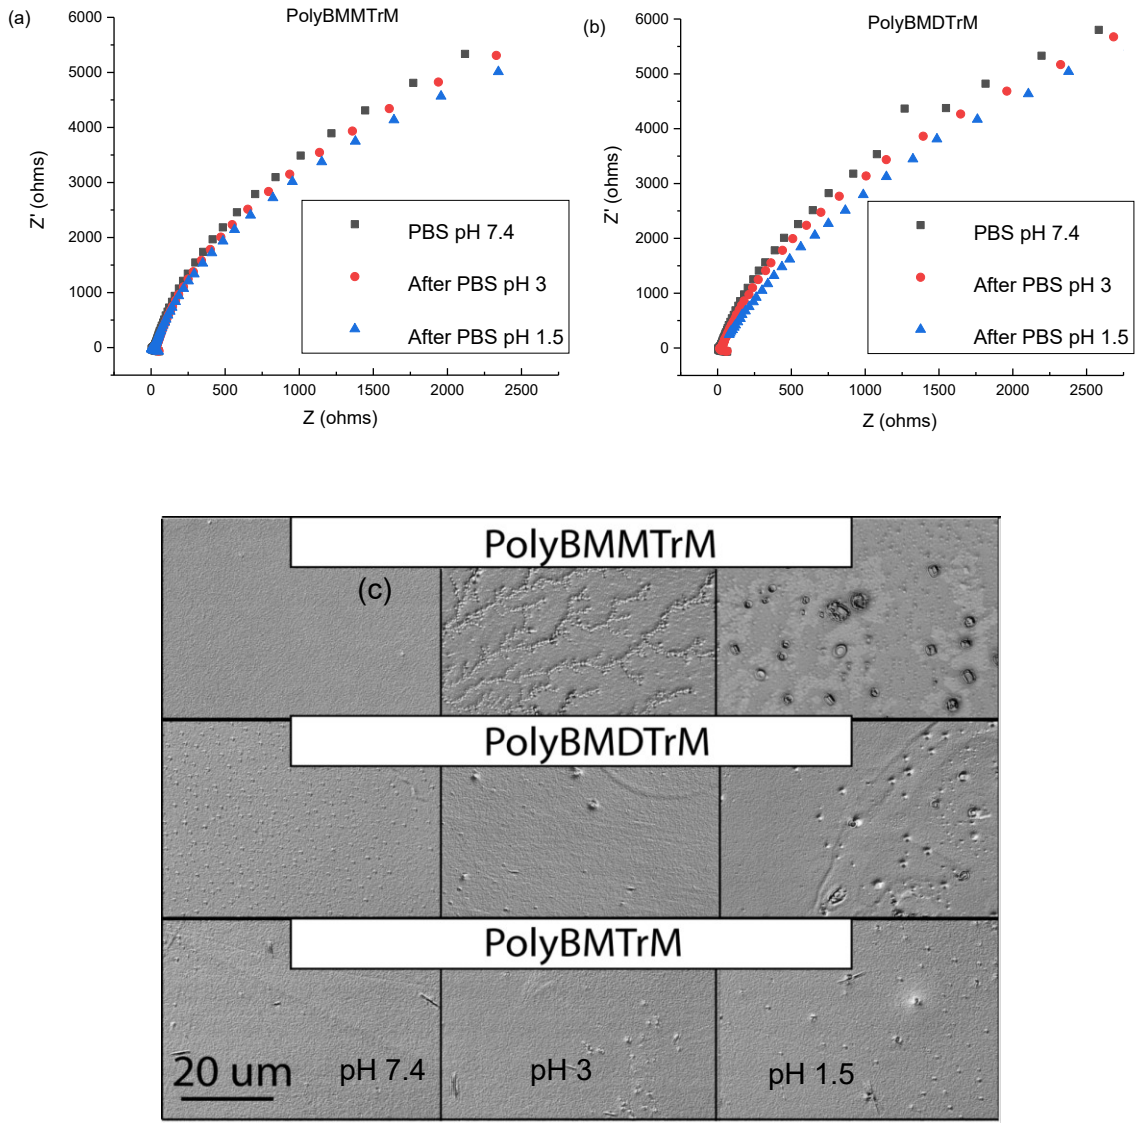 (a)
PolyBMMTrM
6000
5000
4000
3000
2000
1000
0
Z' (ohms)
PBS pH 7.4
After PBS pH 3
After PBS pH 1.5
0
500
1000
1500
2000
2500
Z (ohms)
(b)
PolyBMDTrM
6000
5000
4000
3000
2000
1000
0
Z' (ohms)
PBS pH 7.4
After PBS pH 3
After PBS pH 1.5
0
500
1000
1500
2000
2500
Z (ohms)
PolyBMMTrM
(c)
PolyBMDTrM
PolyBMTrM
20 um
pH 7.4
pH 3
pH 1.5